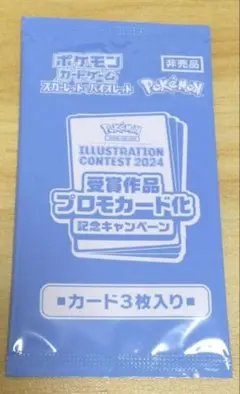 ポケモン
カードゲーム
スカーレット/バイオレット
非売品
POKéMON
Pokémon
ILLUSTRATION
CONTEST 2024
受賞作品
プロモカード化
記念キャンペーン
■カード3枚入り■